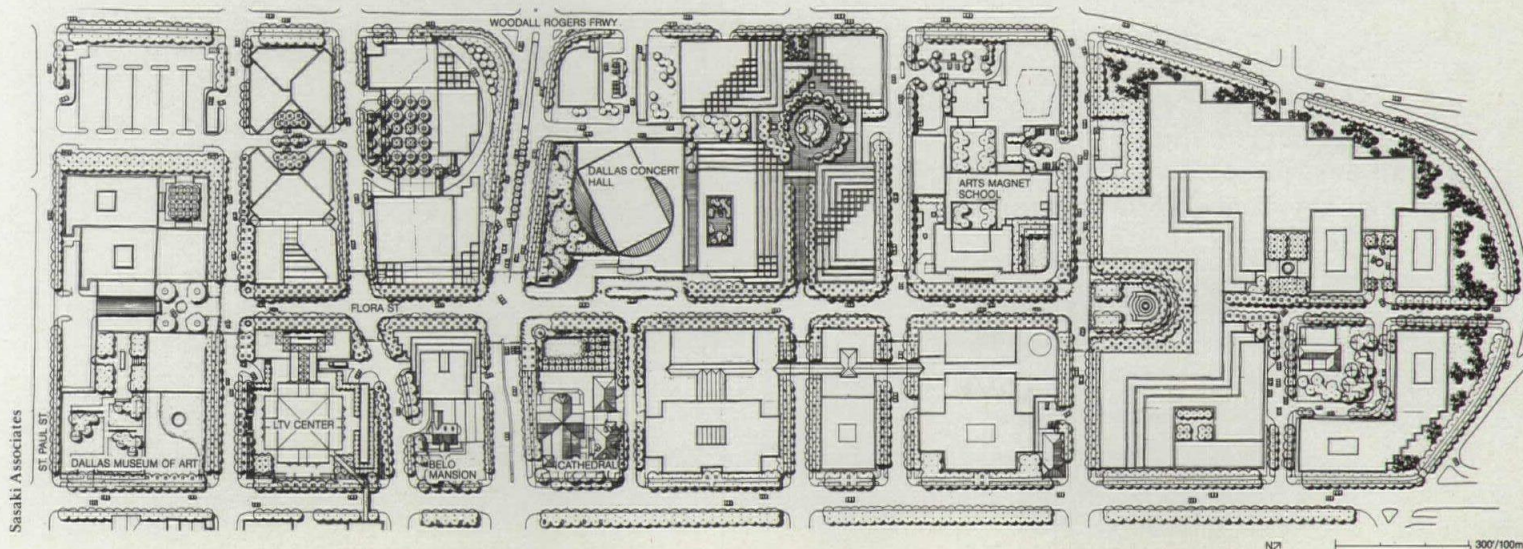 WOODALL ROGERS FRWY
DALLAS CONCERT
HALL
ARTS MAGNET
SCHOOL
FLORA ST
LTV CENTER
ST. PAUL ST
DALLAS MUSEUM OF ART
BELO
MANSION
CATHEDRAL
Sasaki Associates
N
300'/100m